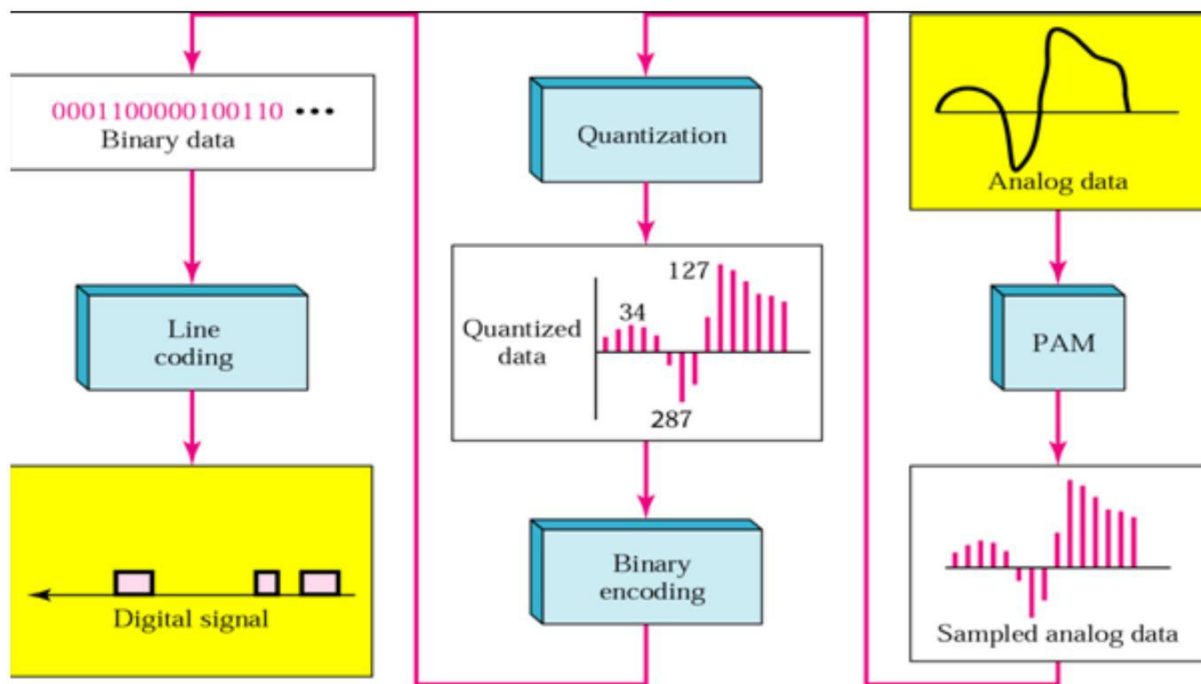 0001100000100110 •••
Binary data
Line
coding
Digital signal
Quantization
127
34
Quantized
data
287
Binary
encoding
Analog data
PAM
Sampled analog data